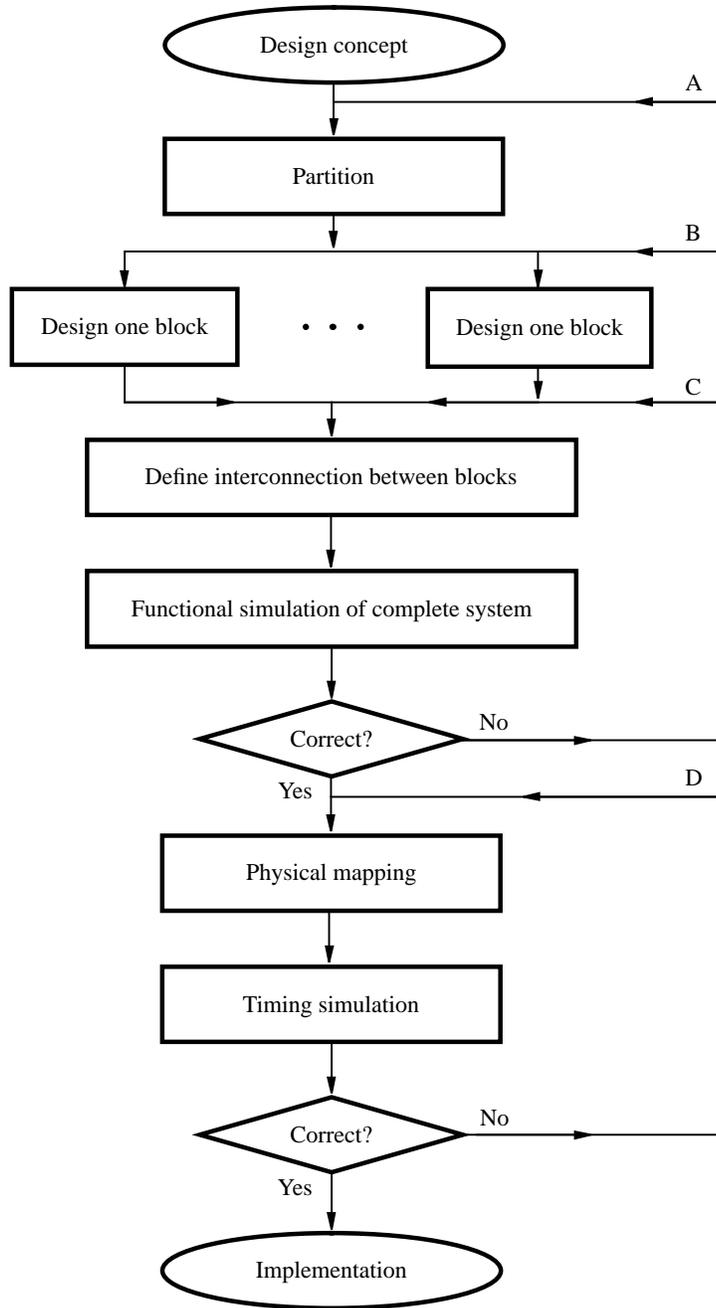 Design concept
A
Partition
B
Design one block
. . .
Design one block
C
Define interconnection between blocks
Functional simulation of complete system
Correct?
No
Yes
D
Physical mapping
Timing simulation
Correct?
No
Yes
Implementation